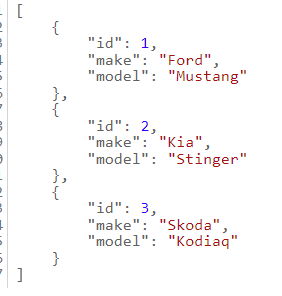 [
    {
        "id": 1,
        "make": "Ford",
        "model": "Mustang"
    },
    {
        "id": 2,
        "make": "Kia",
        "model": "Stinger"
    },
    {
        "id": 3,
        "make": "Skoda",
        "model": "Kodiaq"
    }
]